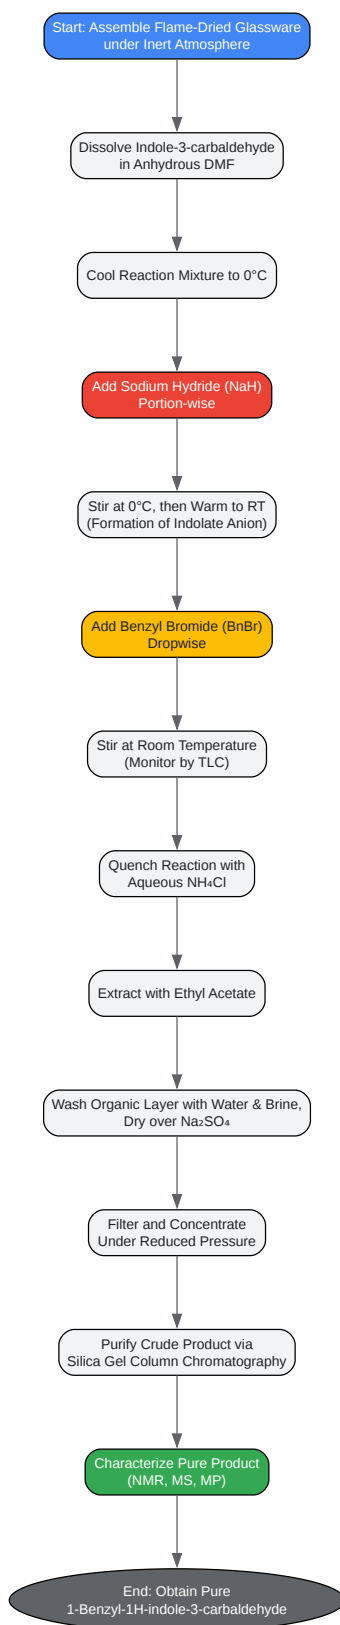 Start: Assemble Flame-Dried Glassware
under Inert Atmosphere
Dissolve Indole-3-carbaldehyde
in Anhydrous DMF
Cool Reaction Mixture to 0°C
Add Sodium Hydride (NaH)
Portion-wise
Stir at 0°C, then Warm to RT
(Formation of Indolate Anion)
Add Benzyl Bromide (BnBr)
Dropwise
Stir at Room Temperature
(Monitor by TLC)
Quench Reaction with
Aqueous NH₄Cl
Extract with Ethyl Acetate
Wash Organic Layer with Water & Brine,
Dry over Na₂SO₄
Filter and Concentrate
Under Reduced Pressure
Purify Crude Product via
Silica Gel Column Chromatography
Characterize Pure Product
(NMR, MS, MP)
End: Obtain Pure
1-Benzyl-1H-indole-3-carbaldehyde